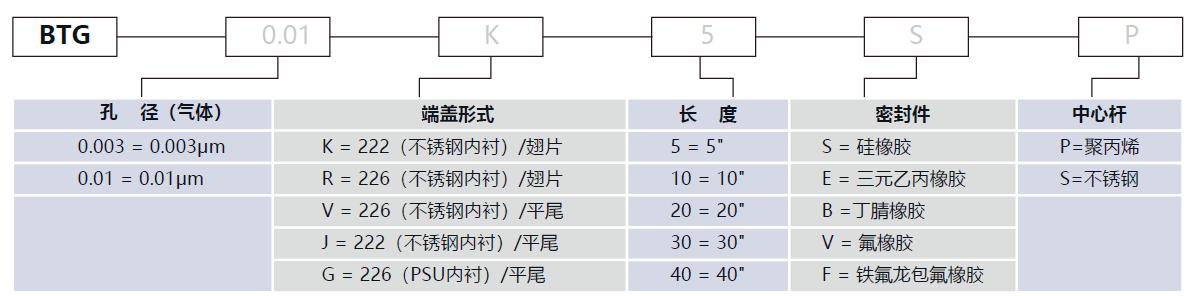 BTG 0.01 K 5 S P
孔 径（气体） 端盖形式 长 度 密封件 中心杆
0.003 = 0.003μm K = 222（不锈钢内衬）/翅片 5 = 5" S = 硅橡胶 P=聚丙烯
0.01 = 0.01μm R = 226（不锈钢内衬）/翅片 10 = 10" E = 三元乙丙橡胶 S=不锈钢
V = 226（不锈钢内衬）/平尾 20 = 20" B =丁腈橡胶
J = 222（不锈钢内衬）/平尾 30 = 30" V = 氟橡胶
G = 226（PSU内衬）/平尾 40 = 40" F = 铁氟龙包氟橡胶